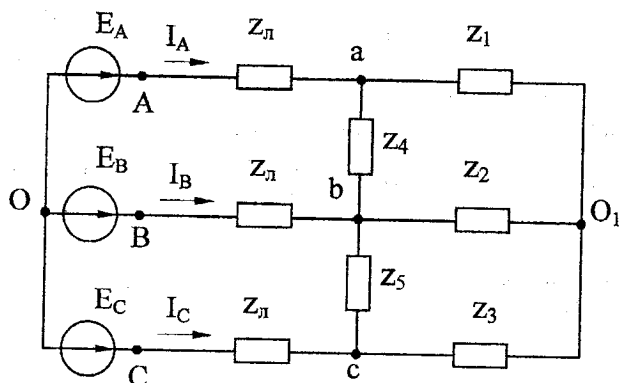 E_A I_A z_л a z_1
A
z_4
E_B I_B z_л b z_2
O B O_1
z_5
E_C I_C z_л z_3
C c